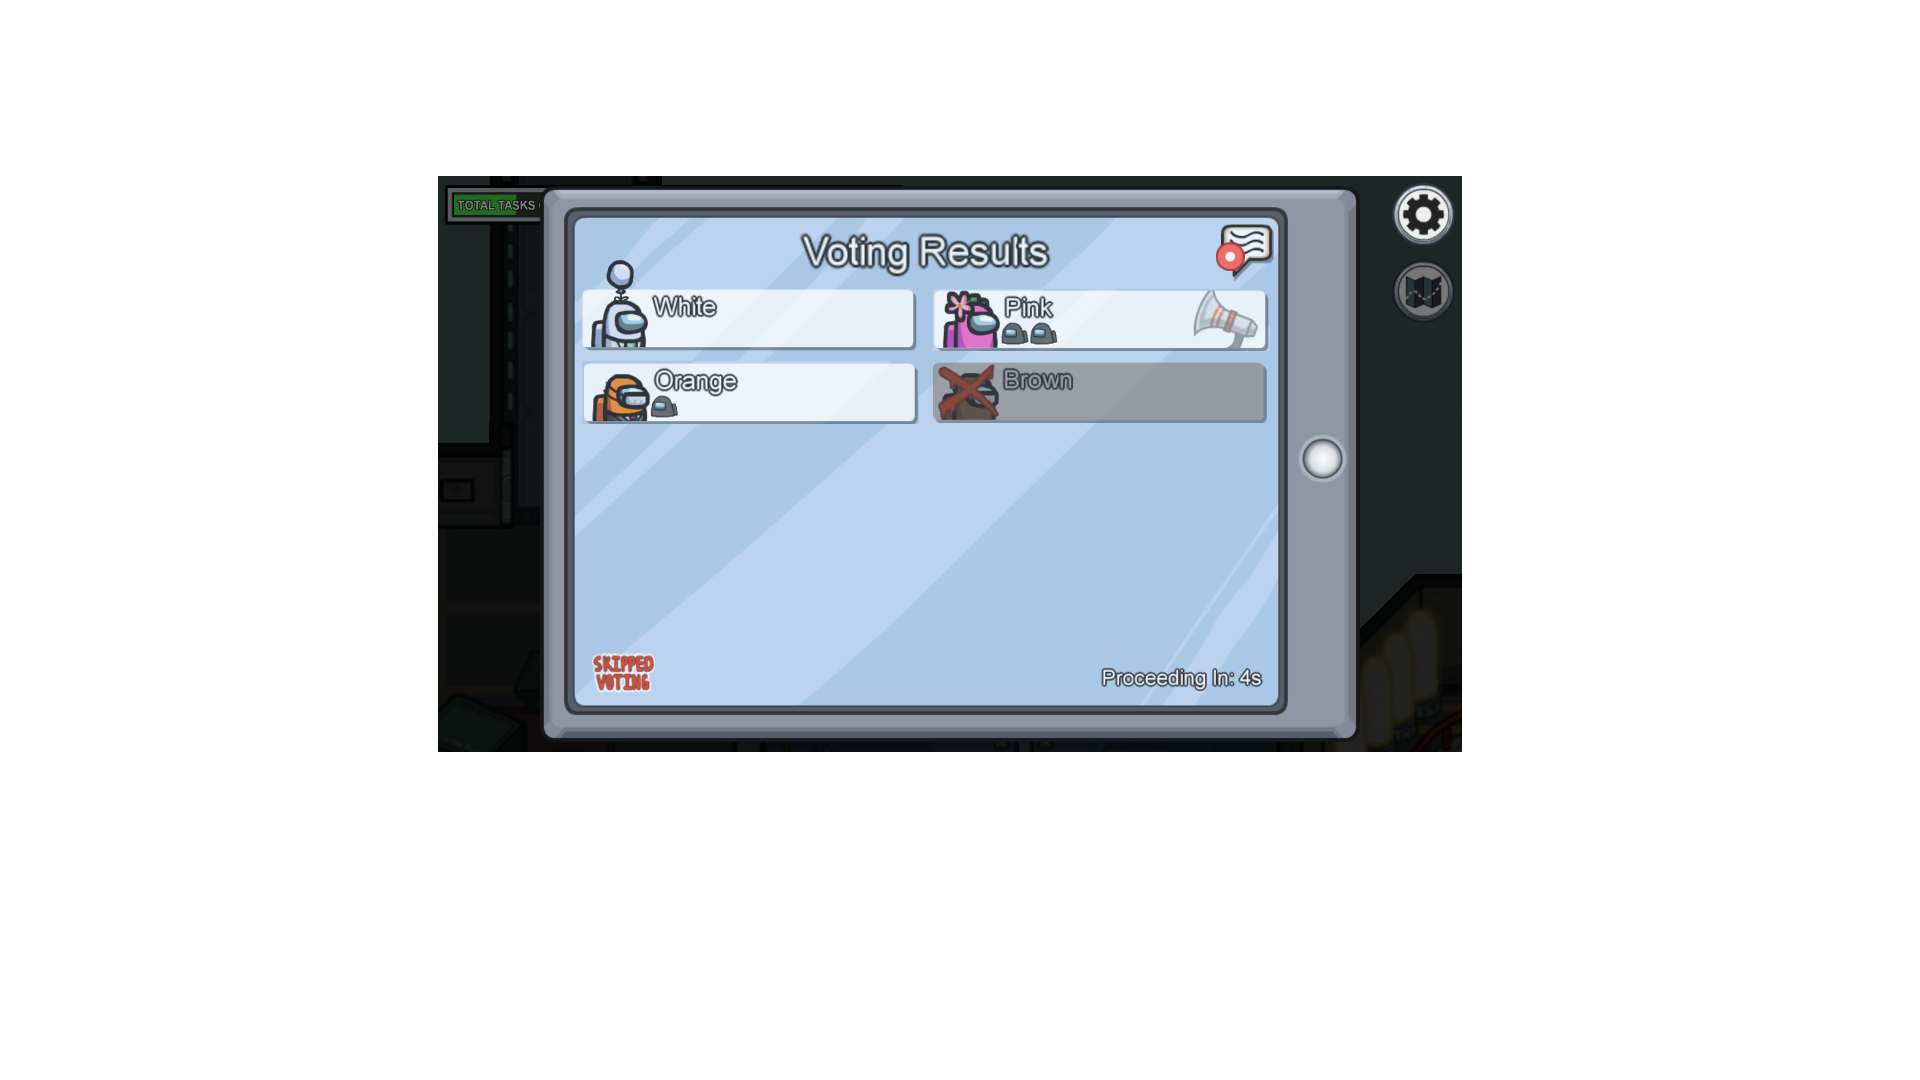 TOTAL TASKS
Voting Results
White
Pink
Orange
Brown
SKIPPED
VOTING
Proceeding In: 4s